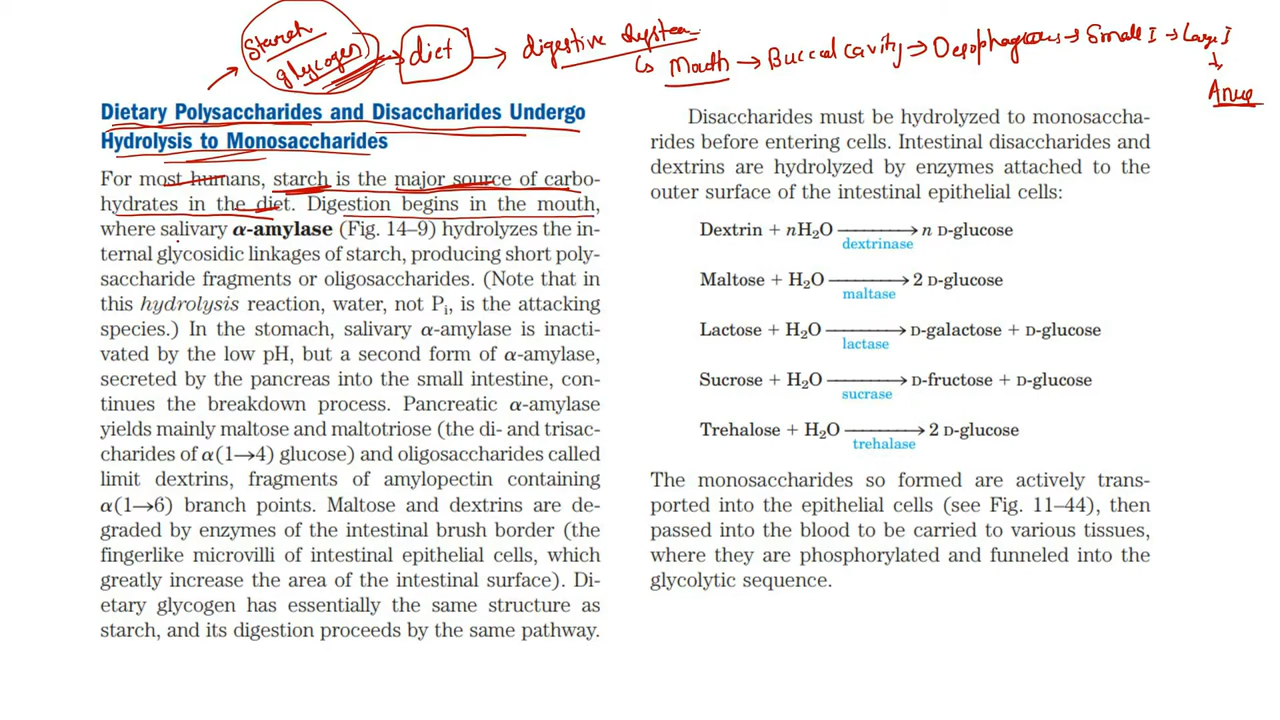 Starch
glycogen → diet → digestive system
↳ Mouth → Buccal cavity → Oesophageus → Small I → Large I
↓
Anus
Dietary Polysaccharides and Disaccharides Undergo
Hydrolysis to Monosaccharides
For most humans, starch is the major source of carbo-
hydrates in the diet. Digestion begins in the mouth,
where salivary α-amylase (Fig. 14–9) hydrolyzes the in-
ternal glycosidic linkages of starch, producing short poly-
saccharide fragments or oligosaccharides. (Note that in
this hydrolysis reaction, water, not Pi, is the attacking
species.) In the stomach, salivary α-amylase is inacti-
vated by the low pH, but a second form of α-amylase,
secreted by the pancreas into the small intestine, con-
tinues the breakdown process. Pancreatic α-amylase
yields mainly maltose and maltotriose (the di- and trisac-
charides of α(1→4) glucose) and oligosaccharides called
limit dextrins, fragments of amylopectin containing
α(1→6) branch points. Maltose and dextrins are de-
graded by enzymes of the intestinal brush border (the
fingerlike microvilli of intestinal epithelial cells, which
greatly increase the area of the intestinal surface). Di-
etary glycogen has essentially the same structure as
starch, and its digestion proceeds by the same pathway.
Disaccharides must be hydrolyzed to monosaccha-
rides before entering cells. Intestinal disaccharides and
dextrins are hydrolyzed by enzymes attached to the
outer surface of the intestinal epithelial cells:
Dextrin + nH2O → n D-glucose
dextrinase
Maltose + H2O → 2 D-glucose
maltase
Lactose + H2O → D-galactose + D-glucose
lactase
Sucrose + H2O → D-fructose + D-glucose
sucrase
Trehalose + H2O → 2 D-glucose
trehalase
The monosaccharides so formed are actively trans-
ported into the epithelial cells (see Fig. 11–44), then
passed into the blood to be carried to various tissues,
where they are phosphorylated and funneled into the
glycolytic sequence.